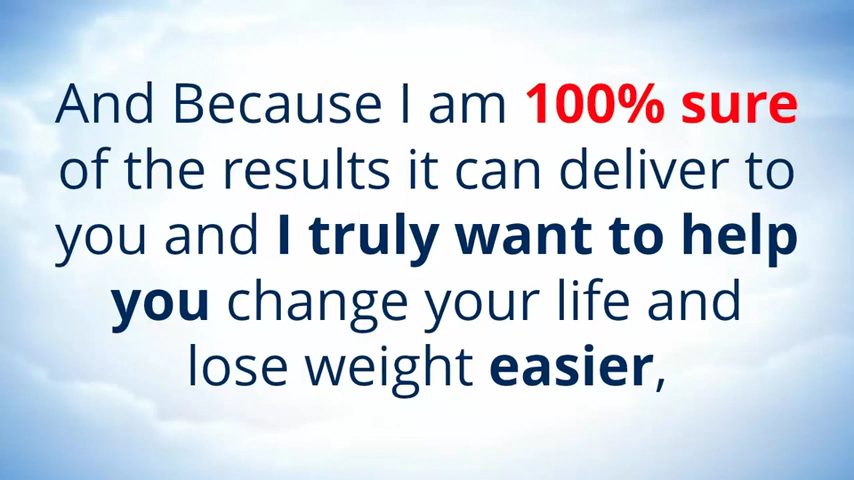 And Because I am 100% sure
of the results it can deliver to
you and I truly want to help
you change your life and
lose weight easier,